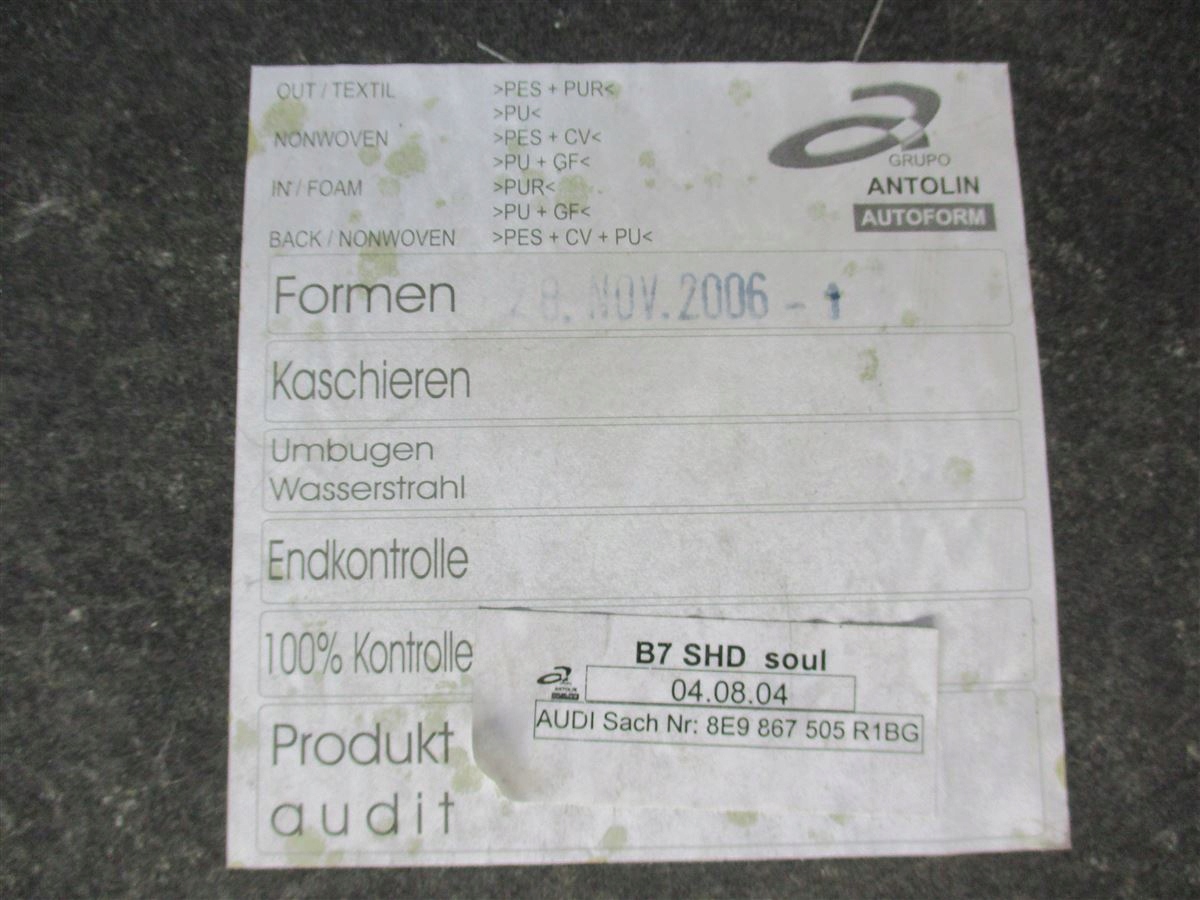 OUT / TEXTIL >PES + PUR<
>PU<
NONWOVEN >PES + CV<
>PU + GF<
IN / FOAM >PUR<
>PU + GF<
BACK / NONWOVEN >PES + CV + PU<
GRUPO
ANTOLIN
AUTOFORM
Formen 28. NOV. 2006 - 1
Kaschieren
Umbugen
Wasserstrahl
Endkontrolle
100% Kontrolle
Produkt
audit
B7 SHD soul
04.08.04
ANTOLIN
AUDI Sach Nr: 8E9 867 505 R1BG